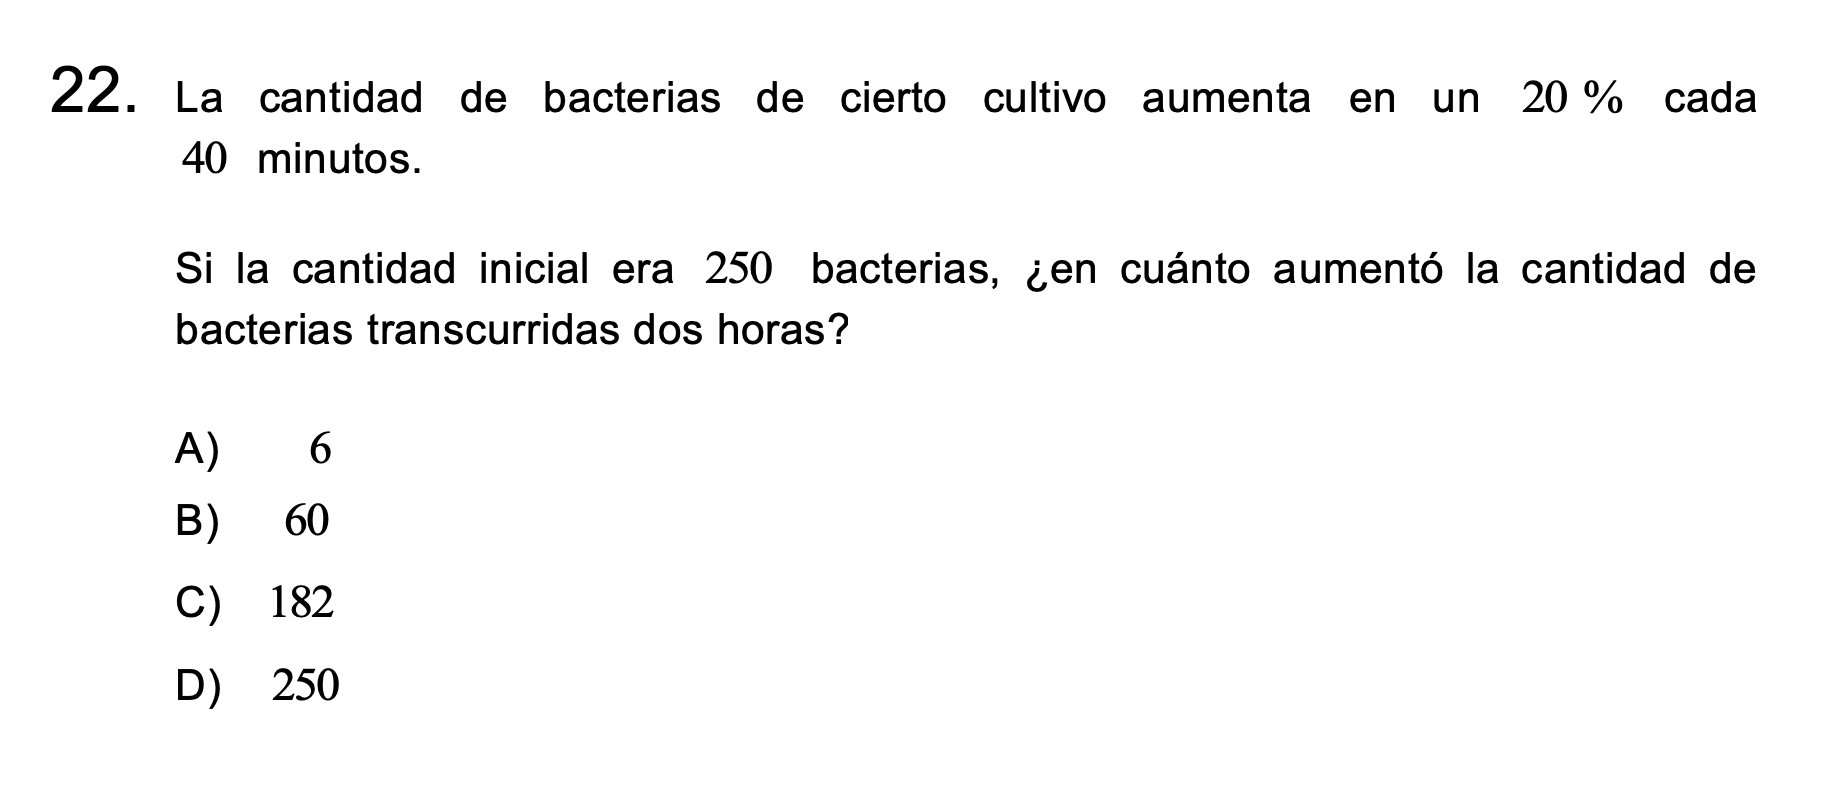 22. La cantidad de bacterias de cierto cultivo aumenta en un 20 % cada
40 minutos.
Si la cantidad inicial era 250 bacterias, ¿en cuánto aumentó la cantidad de
bacterias transcurridas dos horas?
A) 6
B) 60
C) 182
D) 250